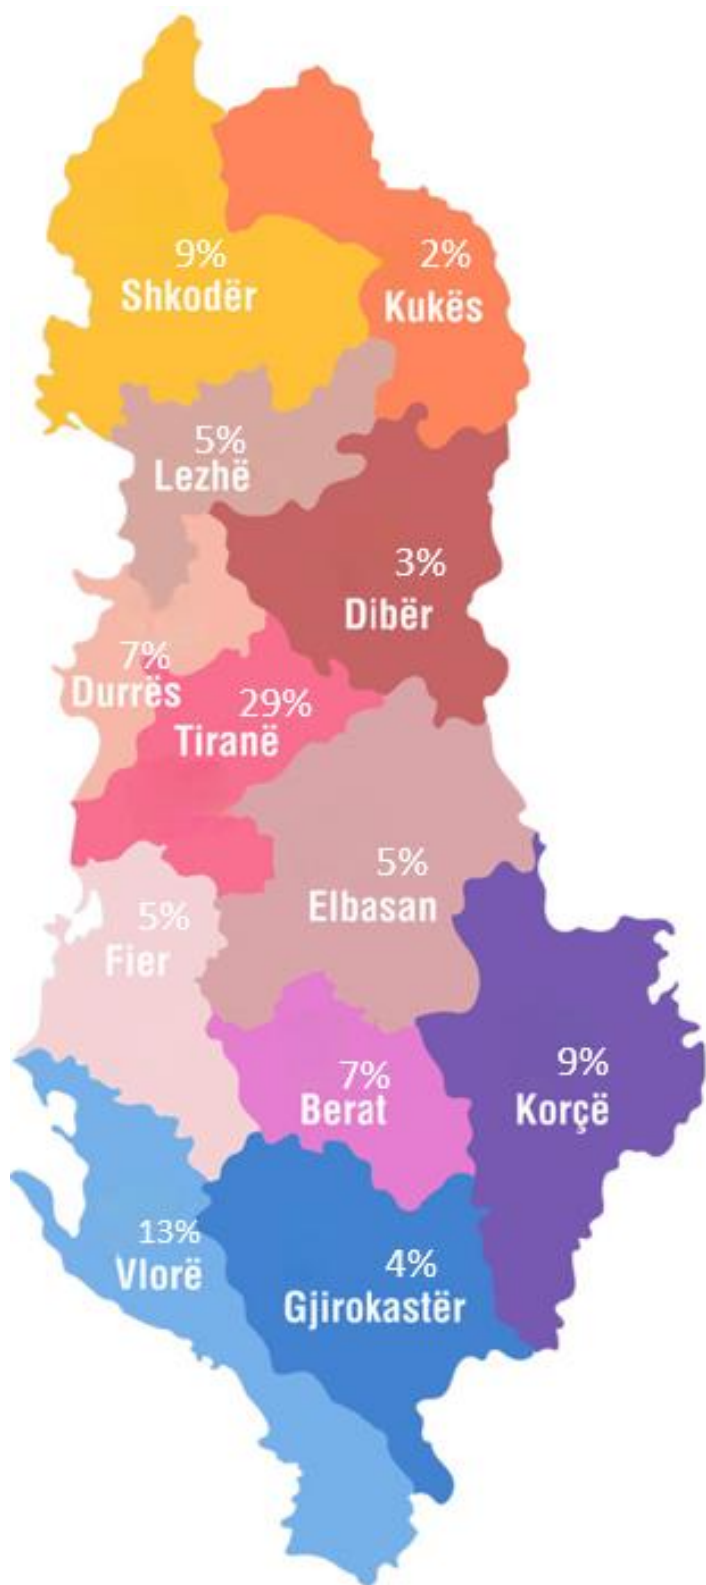 9%
Shkodër
2%
Kukës
5%
Lezhë
3%
Dibër
7%
Durrës
29%
Tiranë
5%
Elbasan
5%
Fier
7%
Berat
9%
Korçë
13%
Vlorë
4%
Gjirokastër